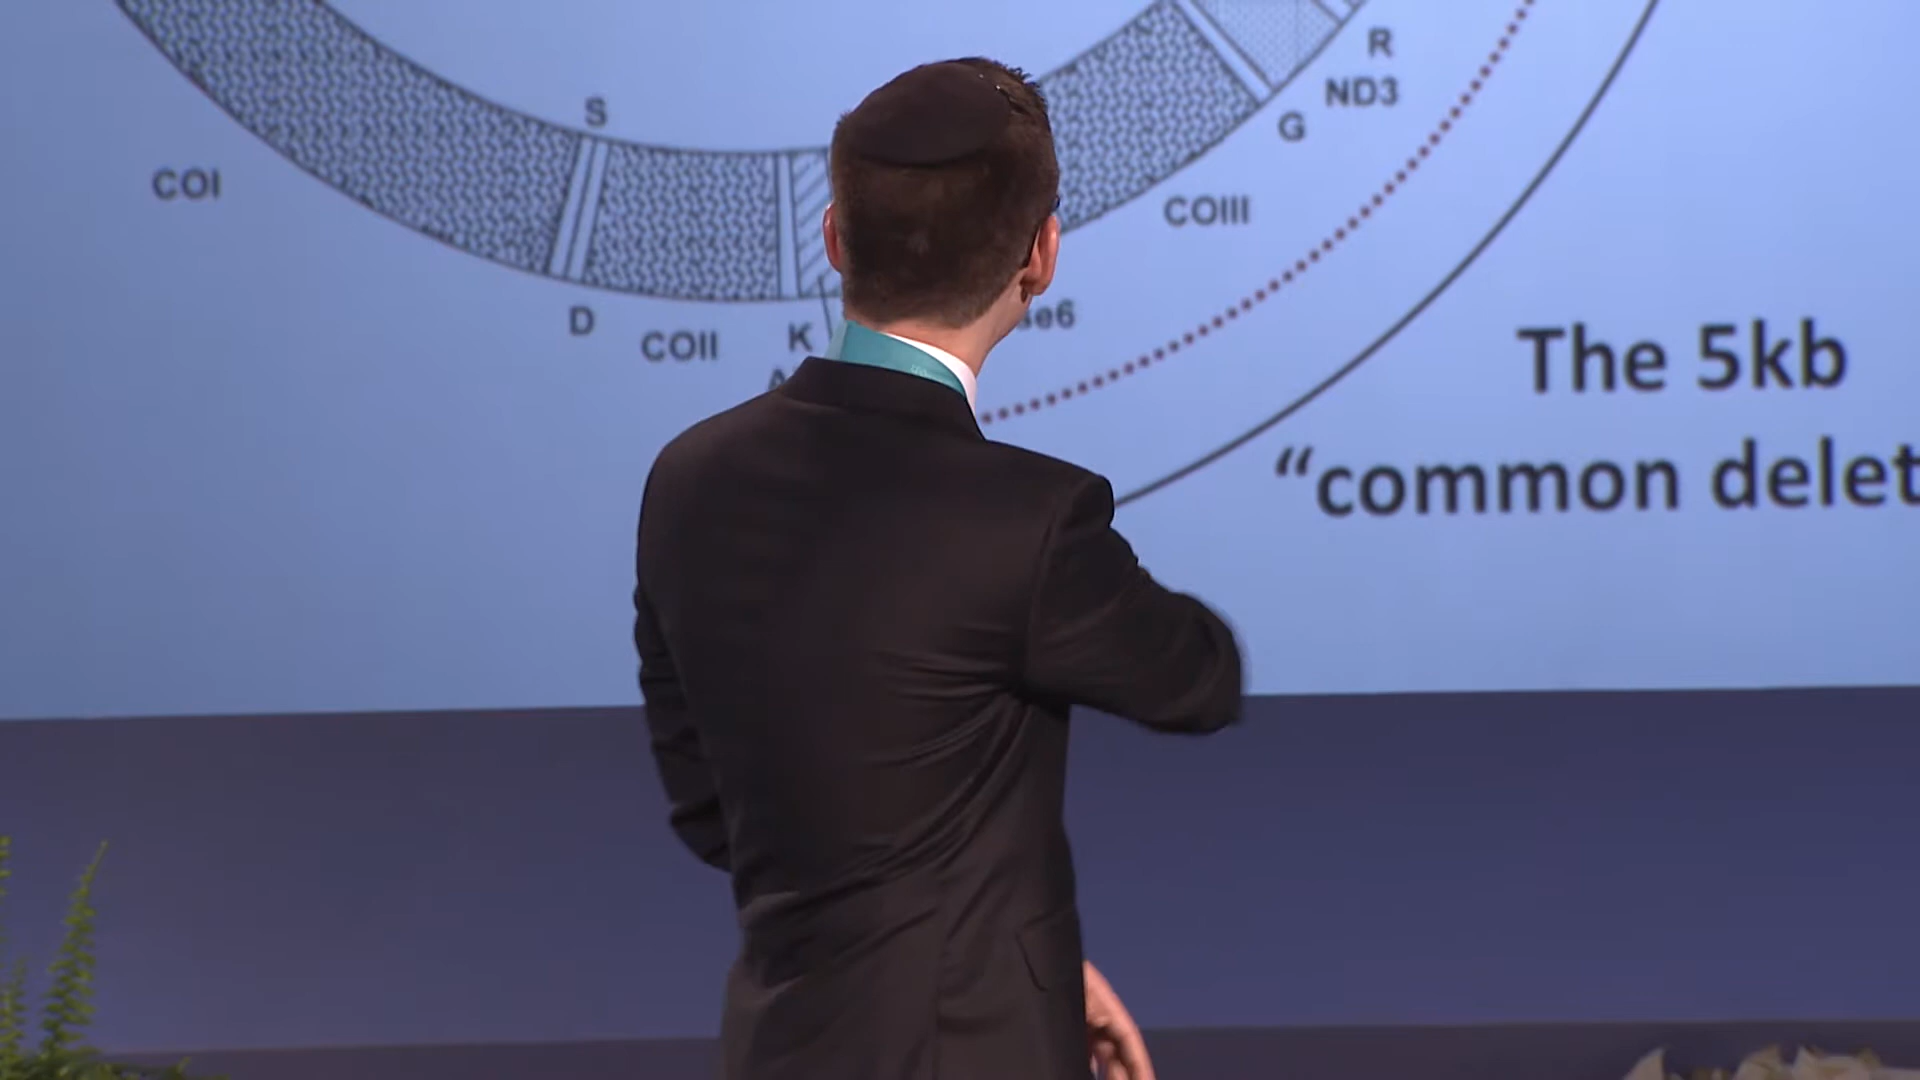 R
ND3
S
G
COI
COIII
D
COII
K
The 5kb
"common delet